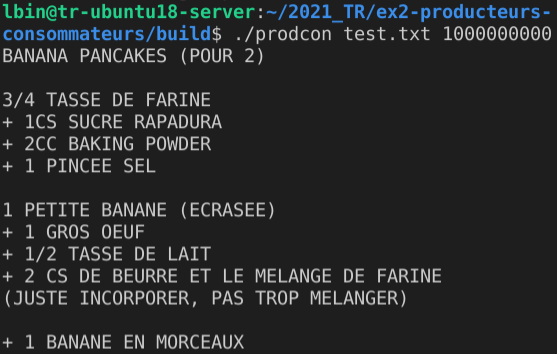 lbin@tr-ubuntu18-server:~/2021_TR/ex2-producteurs-
consommateurs/build$ ./prodcon test.txt 1000000000
BANANA PANCAKES (POUR 2)
3/4 TASSE DE FARINE
+ 1CS SUCRE RAPADURA
+ 2CC BAKING POWDER
+ 1 PINCEE SEL
1 PETITE BANANE (ECRASEE)
+ 1 GROS OEUF
+ 1/2 TASSE DE LAIT
+ 2 CS DE BEURRE ET LE MELANGE DE FARINE
(JUSTE INCORPORER, PAS TROP MELANGER)
+ 1 BANANE EN MORCEAUX